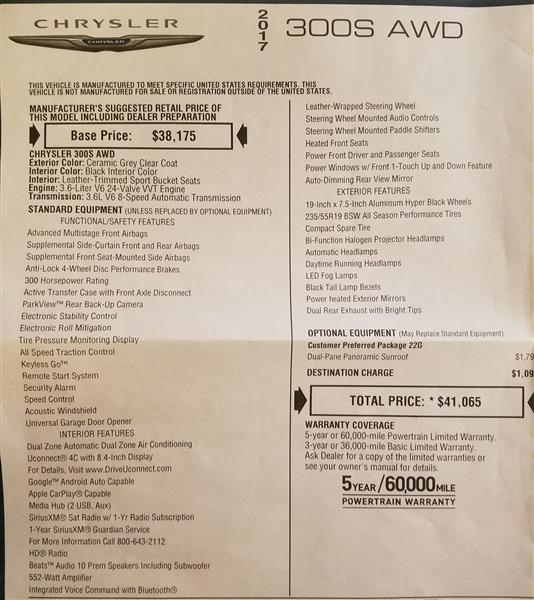 CHRYSLER
CHRYSLER
2017
300S AWD
THIS VEHICLE IS MANUFACTURED TO MEET SPECIFIC UNITED STATES REQUIREMENTS. THIS
VEHICLE IS NOT MANUFACTURED FOR SALE OR REGISTRATION OUTSIDE OF THE UNITED STATES.
MANUFACTURER'S SUGGESTED RETAIL PRICE OF
THIS MODEL INCLUDING DEALER PREPARATION
Base Price: $38,175
CHRYSLER 300S AWD
Exterior Color: Ceramic Grey Clear Coat
Interior Color: Black Interior Color
Interior: Leather-Trimmed Sport Bucket Seats
Engine: 3.6-Liter V6 24-Valve VVT Engine
Transmission: 3.6L V6 8-Speed Automatic Transmission
STANDARD EQUIPMENT (UNLESS REPLACED BY OPTIONAL EQUIPMENT)
FUNCTIONAL/SAFETY FEATURES
Advanced Multistage Front Airbags
Supplemental Side-Curtain Front and Rear Airbags
Supplemental Front Seat-Mounted Side Airbags
Anti-Lock 4-Wheel Disc Performance Brakes
300 Horsepower Rating
Active Transfer Case with Front Axle Disconnect
ParkView™ Rear Back-Up Camera
Electronic Stability Control
Electronic Roll Mitigation
Tire Pressure Monitoring Display
All Speed Traction Control
Keyless Go™
Remote Start System
Security Alarm
Speed Control
Acoustic Windshield
Universal Garage Door Opener
INTERIOR FEATURES
Dual Zone Automatic Dual Zone Air Conditioning
Uconnect® 4C with 8.4-Inch Display
For Details, Visit www.DriveUconnect.com
Google™ Android Auto Capable
Apple CarPlay® Capable
Media Hub (2 USB, Aux)
SiriusXM® Sat Radio w/ 1-Yr Radio Subscription
1-Year SiriusXM® Guardian Service
For More Information Call 800-643-2112
HD® Radio
Beats™ Audio 10 Prem Speakers Including Subwoofer
552-Watt Amplifier
Integrated Voice Command with Bluetooth®
Leather-Wrapped Steering Wheel
Steering Wheel Mounted Audio Controls
Steering Wheel Mounted Paddle Shifters
Heated Front Seats
Power Front Driver and Passenger Seats
Power Windows w/ Front 1-Touch Up and Down Feature
Auto-Dimming Rear View Mirror
EXTERIOR FEATURES
19-Inch x 7.5-Inch Aluminum Hyper Black Wheels
235/55R19 BSW All Season Performance Tires
Compact Spare Tire
Bi-Function Halogen Projector Headlamps
Automatic Headlamps
Daytime Running Headlamps
LED Fog Lamps
Black Tail Lamp Bezels
Power heated Exterior Mirrors
Dual Rear Exhaust with Bright Tips
OPTIONAL EQUIPMENT (May Replace Standard Equipment)
Customer Preferred Package 22G
Dual-Pane Panoramic Sunroof $1,79
DESTINATION CHARGE $1,09
TOTAL PRICE: * $41,065
WARRANTY COVERAGE
5-year or 60,000-mile Powertrain Limited Warranty.
3-year or 36,000-mile Basic Limited Warranty.
Ask Dealer for a copy of the limited warranties or
see your owner's manual for details.
5YEAR/60000MILE
POWERTRAIN WARRANTY